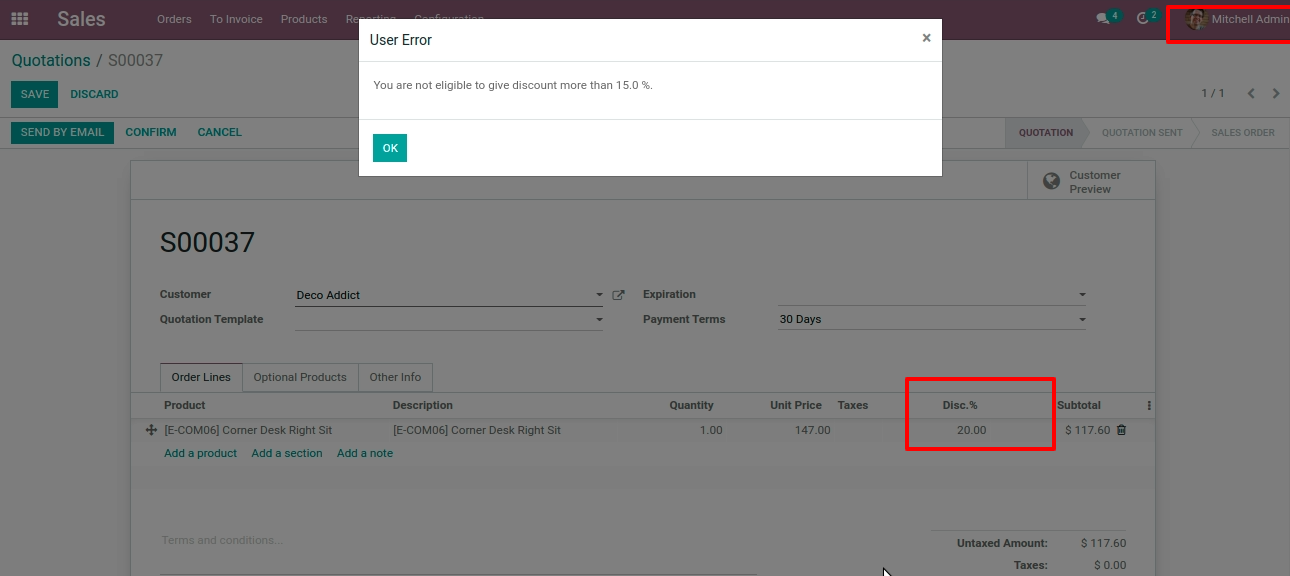 Sales Orders To Invoice Products Reporting Configuration 4 2 Mitchell Admin
User Error ×
Quotations / S00037
You are not eligible to give discount more than 15.0 %.
SAVE DISCARD 1 / 1
SEND BY EMAIL CONFIRM CANCEL QUOTATION QUOTATION SENT SALES ORDER
OK
Customer
Preview
S00037
Customer Deco Addict Expiration
Quotation Template Payment Terms 30 Days
Order Lines Optional Products Other Info
Product Description Quantity Unit Price Taxes Disc.% Subtotal
[E-COM06] Corner Desk Right Sit [E-COM06] Corner Desk Right Sit 1.00 147.00 20.00 $ 117.60
Add a product Add a section Add a note
Terms and conditions...
Untaxed Amount: $ 117.60
Taxes: $ 0.00